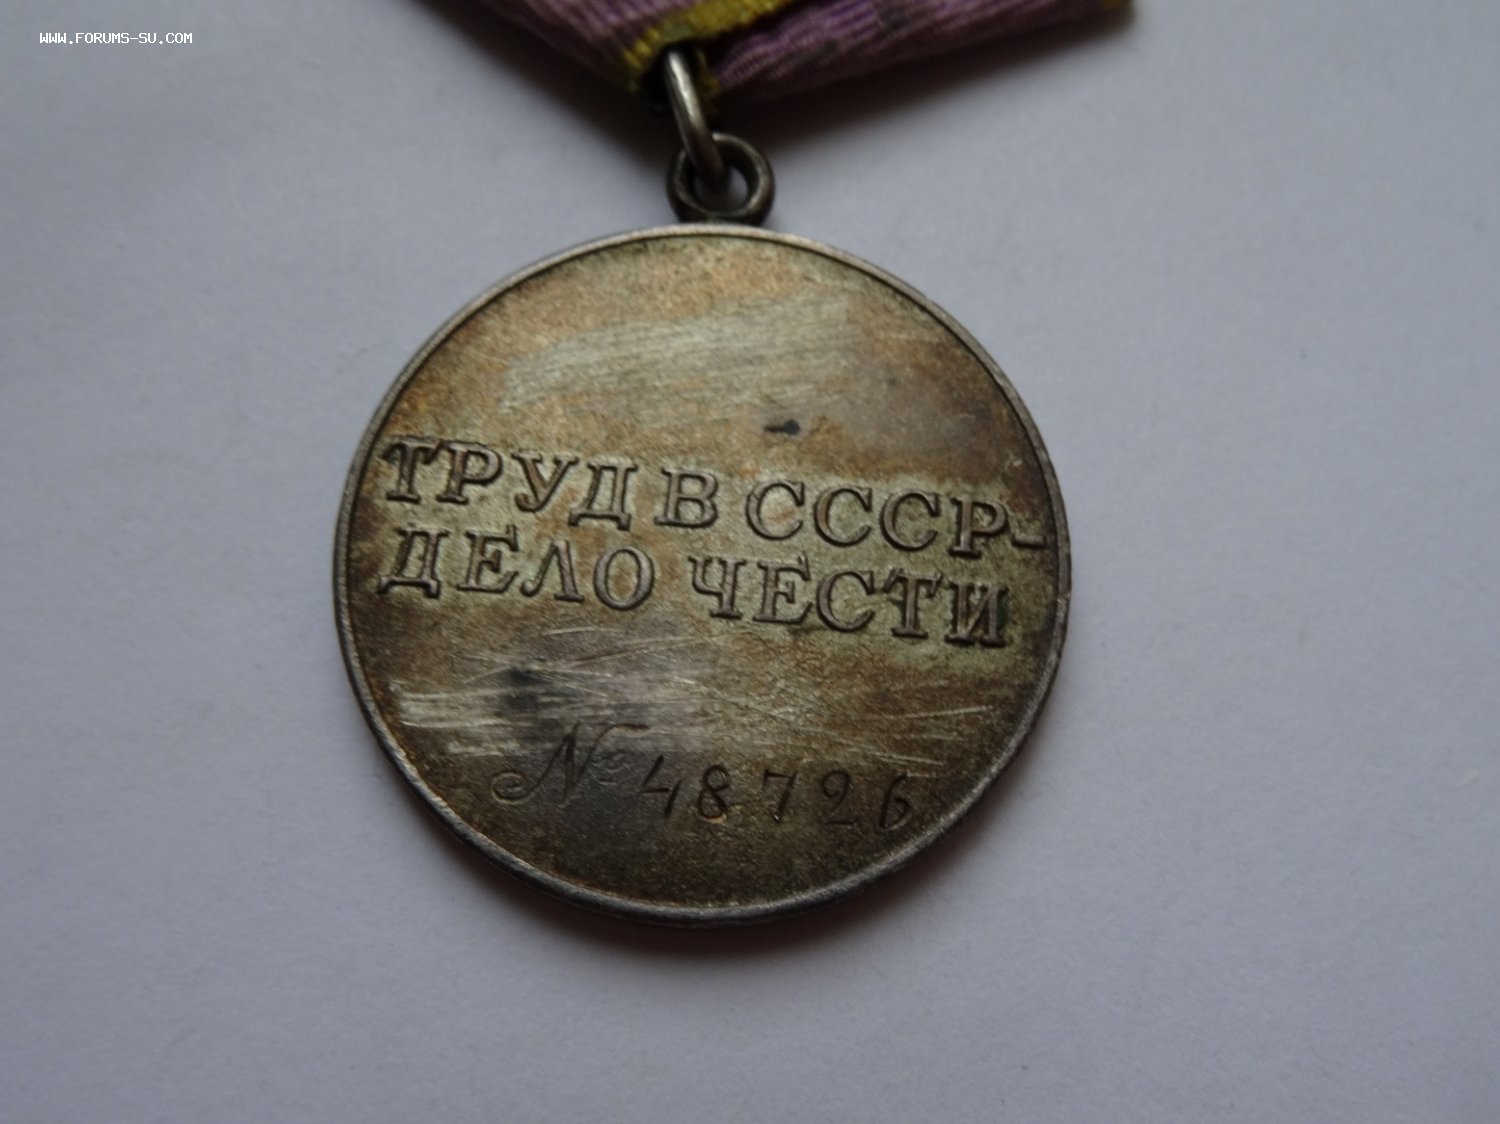 WWW.FORUMS-SU.COM
ТРУД В СССР-
ДЕЛО ЧЕСТИ
№ 48726